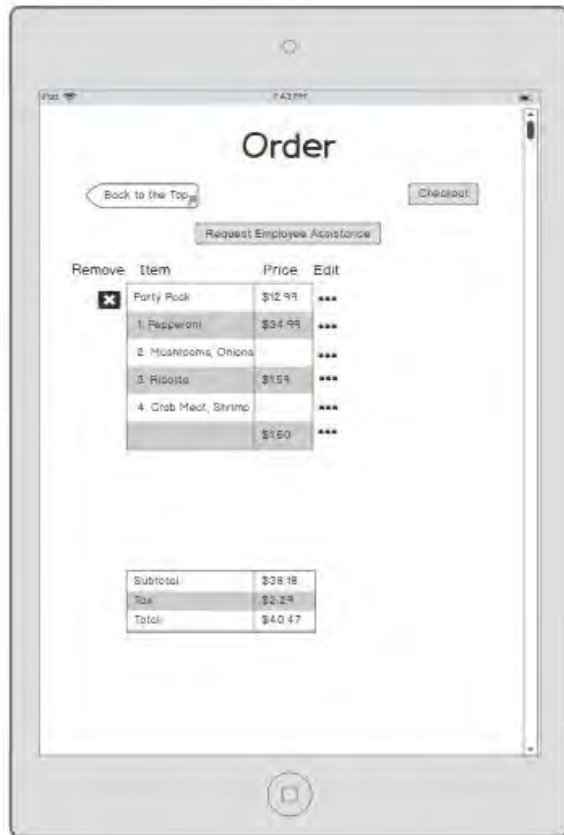 iPad 7:43 PM
Order
Back to the Top
Checkout
Request Employee Assistance
Remove Item Price Edit
Party Pack $12.99
1. Pepperoni $34.99
2. Mushrooms, Onions
3. Ricotta $1.59
4. Crab Meat, Shrimp
$1.60
Subtotal $38.18
Tax $2.29
Total $40.47